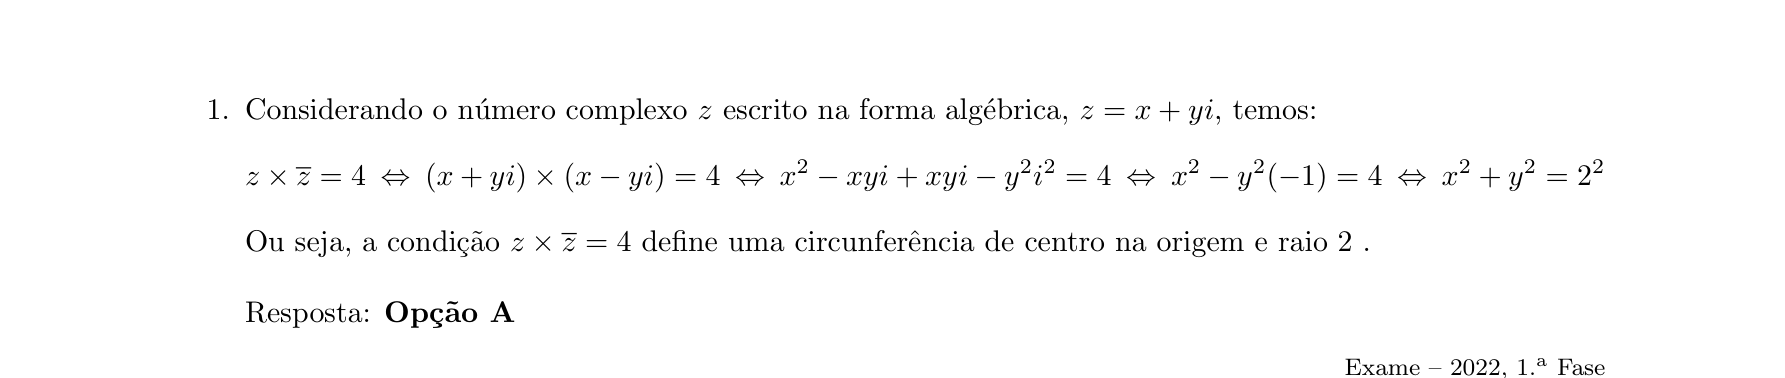 1. Considerando o número complexo z escrito na forma algébrica, z = x + yi, temos:
z × z̅ = 4 ⇔ (x + yi) × (x − yi) = 4 ⇔ x² − xyi + xyi − y²i² = 4 ⇔ x² − y²(−1) = 4 ⇔ x² + y² = 2²
Ou seja, a condição z × z̅ = 4 define uma circunferência de centro na origem e raio 2 .
Resposta: Opção A
Exame – 2022, 1.ª Fase